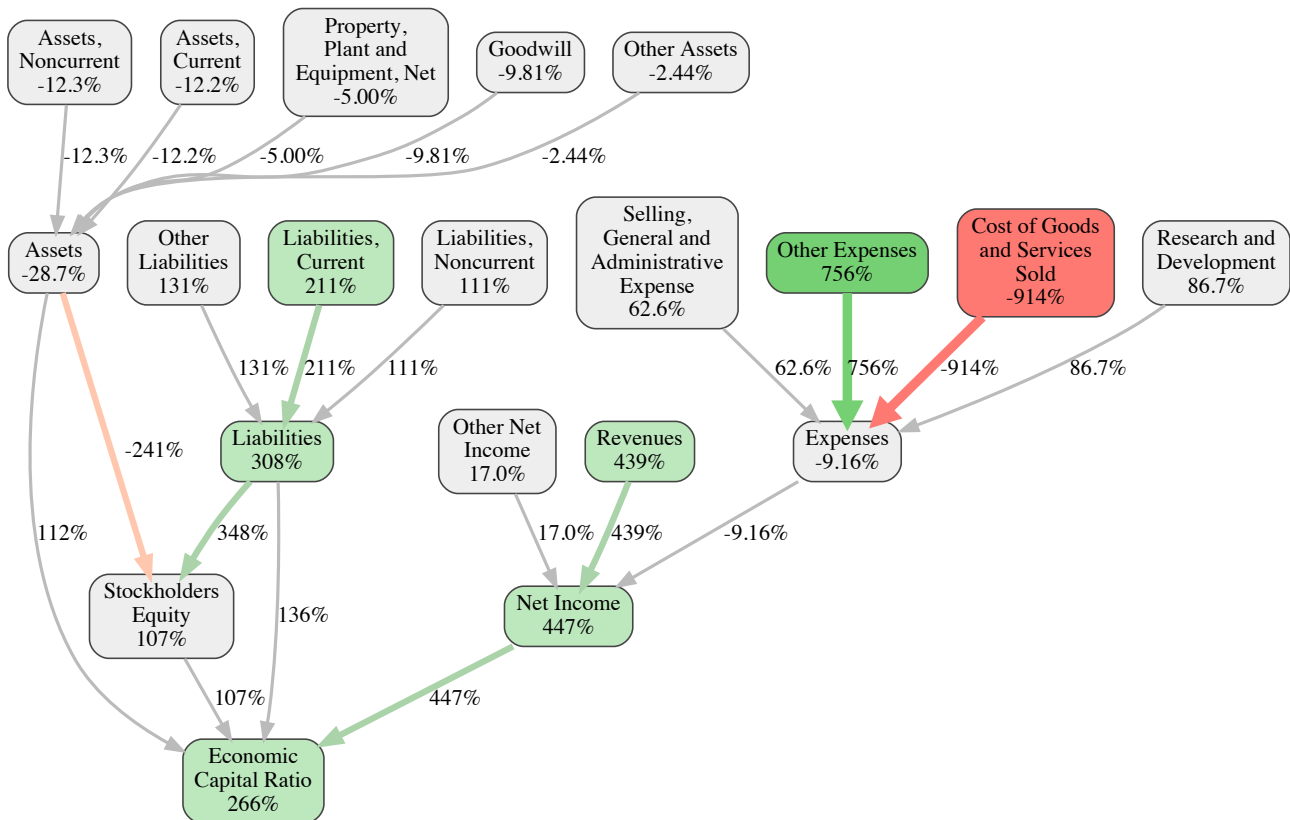 Assets,
Noncurrent
-12.3%
Assets,
Current
-12.2%
Property,
Plant and
Equipment, Net
-5.00%
Goodwill
-9.81%
Other Assets
-2.44%
-12.3%
-12.2%
-5.00%
-9.81%
-2.44%
Assets
-28.7%
Other
Liabilities
131%
Liabilities,
Current
211%
Liabilities,
Noncurrent
111%
Selling,
General and
Administrative
Expense
62.6%
Other Expenses
756%
Cost of Goods
and Services
Sold
-914%
Research and
Development
86.7%
131%
211%
111%
62.6%
756%
-914%
86.7%
-241%
Liabilities
308%
Other Net
Income
17.0%
Revenues
439%
Expenses
-9.16%
112%
348%
17.0%
439%
-9.16%
Stockholders
Equity
107%
136%
Net Income
447%
107%
447%
Economic
Capital Ratio
266%